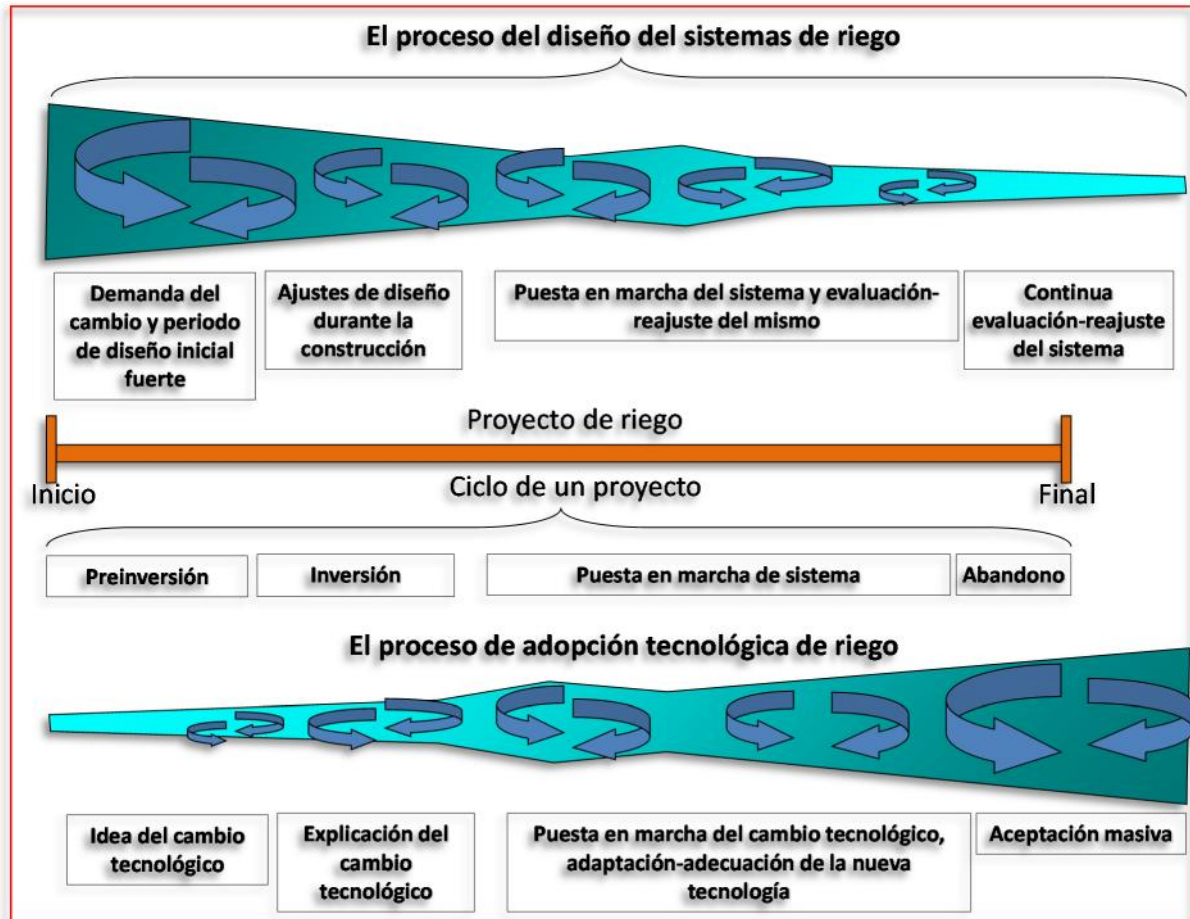 El proceso del diseño del sistemas de riego
Demanda del
cambio y periodo
de diseño inicial
fuerte
Ajustes de diseño
durante la
construcción
Puesta en marcha del sistema y evaluación-
reajuste del mismo
Continua
evaluación-reajuste
del sistema
Proyecto de riego
Inicio
Ciclo de un proyecto
Final
Preinversión
Inversión
Puesta en marcha de sistema
Abandono
El proceso de adopción tecnológica de riego
Idea del cambio
tecnológico
Explicación del
cambio
tecnológico
Puesta en marcha del cambio tecnológico,
adaptación-adecuación de la nueva
tecnología
Aceptación masiva